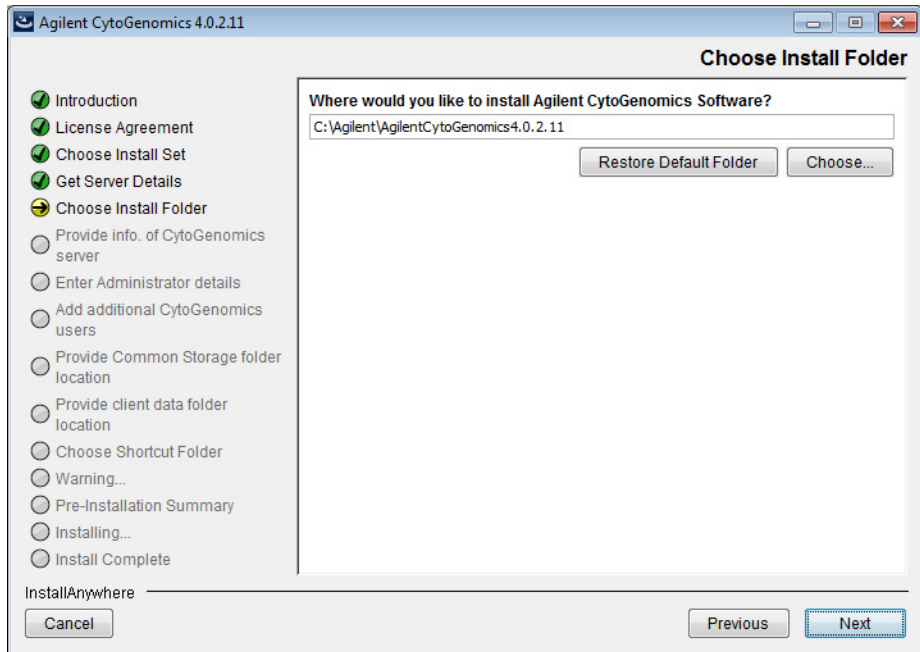 Agilent CytoGenomics 4.0.2.11
Choose Install Folder
Introduction
License Agreement
Choose Install Set
Get Server Details
Choose Install Folder
Provide info. of CytoGenomics
server
Enter Administrator details
Add additional CytoGenomics
users
Provide Common Storage folder
location
Provide client data folder
location
Choose Shortcut Folder
Warning...
Pre-Installation Summary
Installing...
Install Complete
Where would you like to install Agilent CytoGenomics Software?
C:\Agilent\AgilentCytoGenomics4.0.2.11
Restore Default Folder Choose...
InstallAnywhere
Cancel Previous Next